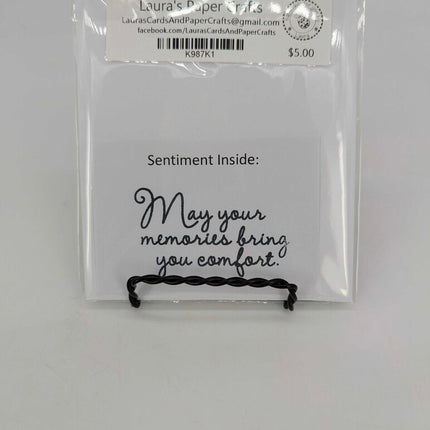 Laura's Paper Crafts
LaurasCardsAndPaperCrafts@gmail.com
facebook.com/LaurasCardsAndPaperCrafts
K987K1
$5.00
Sentiment Inside:
May your
memories bring
you comfort.